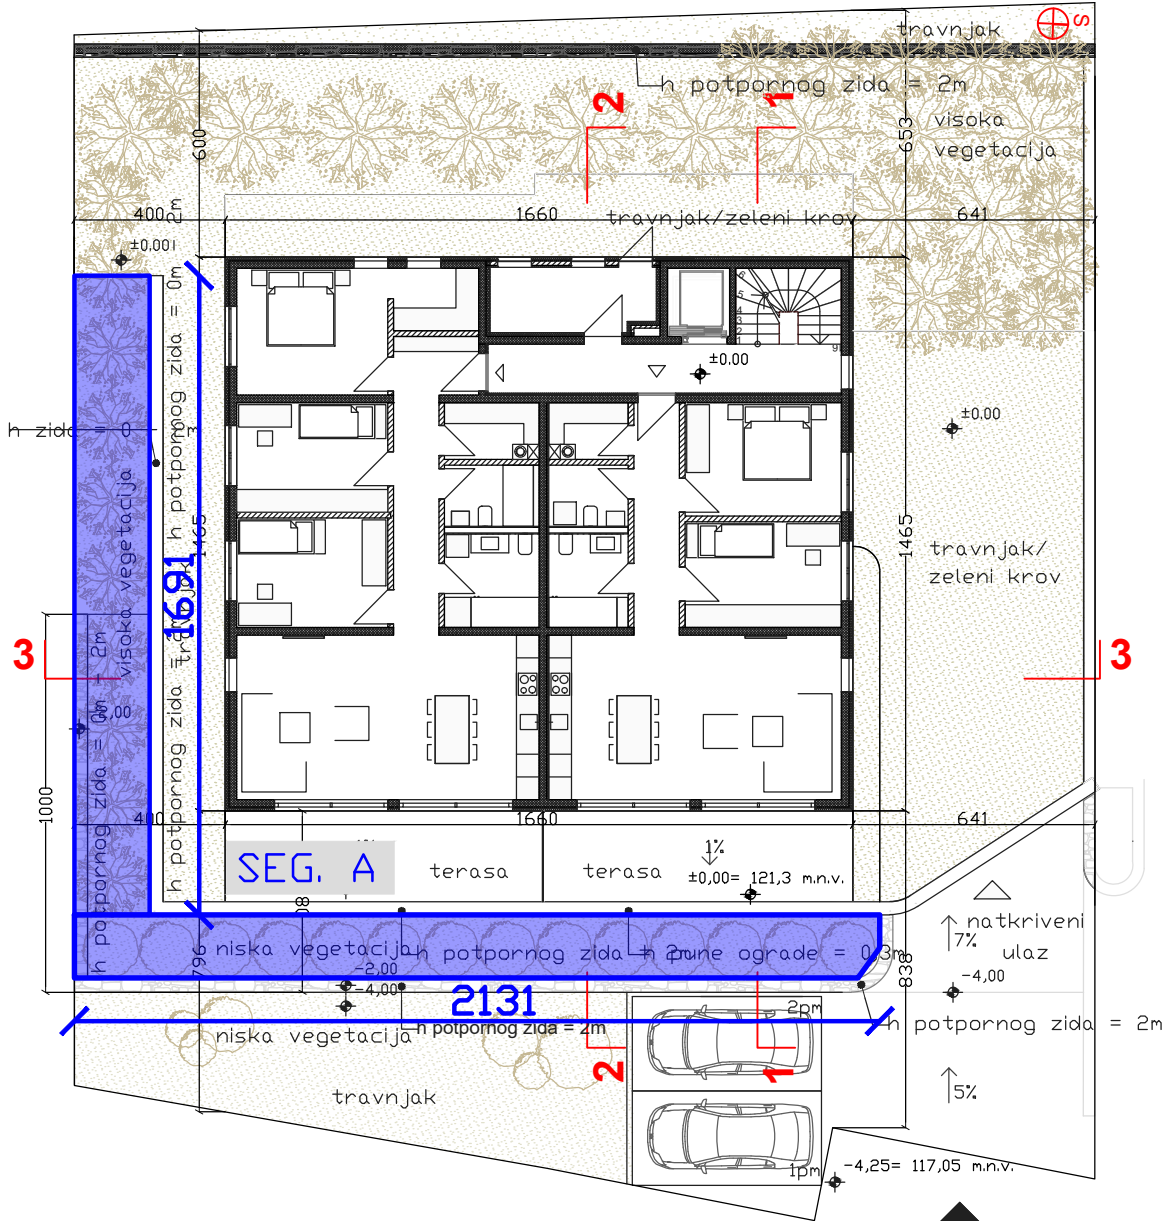 travnjak
S
h potpornog zida = 2m
2
1
visoka
vegetacija
600
653
400
1660
travnjak/zeleni krov
641
±0,00
±0.00
±0.00
h zida = 0
h potpornog zida = 0m
2m
visoka vegetacija
1465
1691
travnjak
1465
travnjak/
zeleni krov
3
3
h potpornog zida = 0m - 2m
h potpornog zida =
1000
400
1660
641
SEG. A
terasa
terasa
1%
±0,00= 121,3 m.n.v.
natkriveni
ulaz
7%
-4,00
niska vegetacija
h potpornog zida = 2m
h pune ograde = 0,3m
796
838
-2,00
-4,00
2131
niska vegetacija
h potpornog zida = 2m
2
1
2pm
h potpornog zida = 2m
travnjak
5%
1pm
-4,25= 117,05 m.n.v.